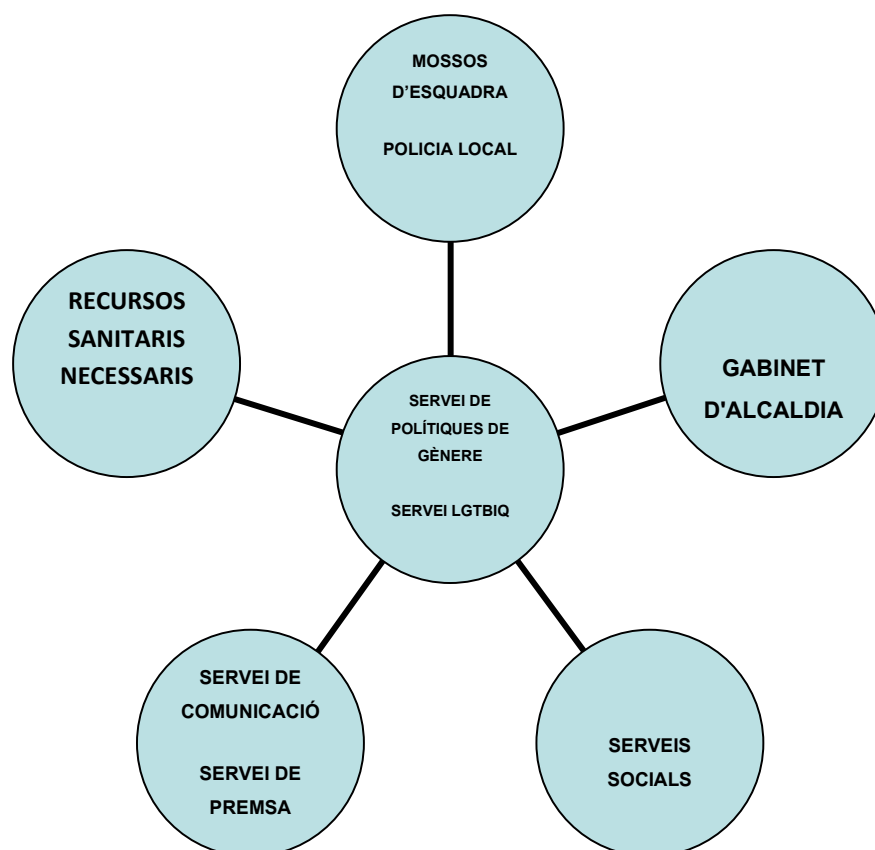 MOSSOS
D'ESQUADRA
POLICIA LOCAL
RECURSOS
SANITARIS
NECESSARIS
GABINET
D'ALCALDIA
SERVEI DE
POLÍTIQUES DE
GÈNERE
SERVEI LGTBIQ
SERVEI DE
COMUNICACIÓ
SERVEI DE
PREMSA
SERVEIS
SOCIALS